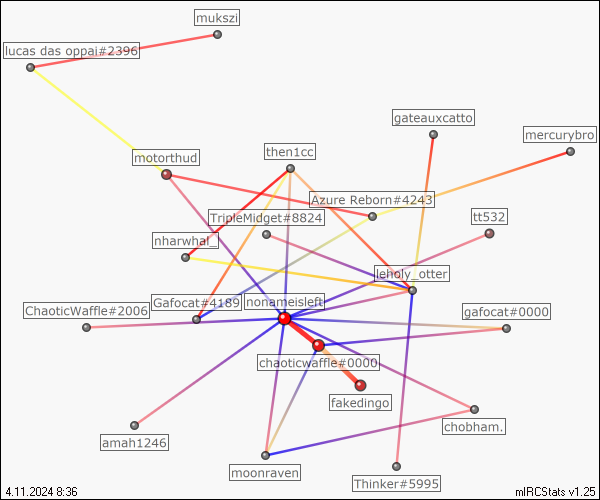 mukszi
lucas das oppai#2396
gateauxcatto
mercurybro
then1cc
motorthud
Azure Reborn#4243
TripleMidget#8824
tt532
nharwhal_
leholy_otter
Gafocat#4189
nonameisleft
ChaoticWaffle#2006
gafocat#0000
chaoticwaffle#0000
fakedingo
chobham.
amah1246
moonraven
Thinker#5995
4.11.2024 8:36
mIRCStats v1.25